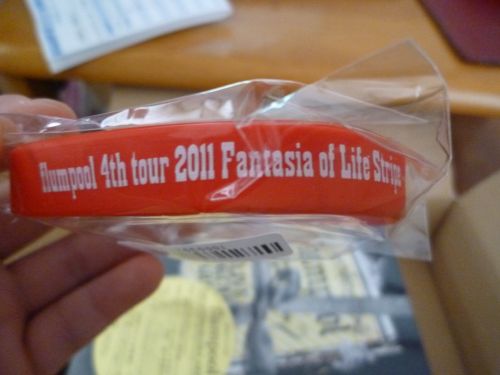 flumpool 4th tour 2011 Fantasia of Life Stripe